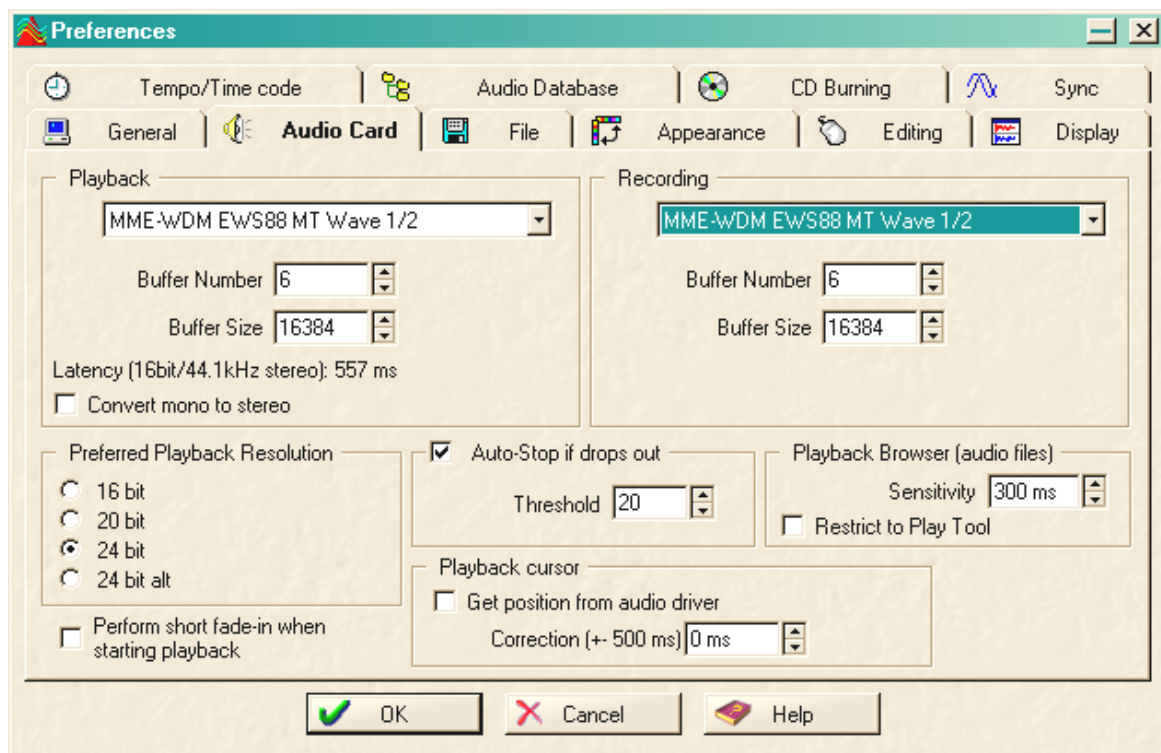 Preferences
Tempo/Time code
Audio Database
CD Burning
Sync
General
Audio Card
File
Appearance
Editing
Display
Playback
MME-WDM EWS88 MT Wave 1/2
Buffer Number 6
Buffer Size 16384
Latency (16bit/44.1kHz stereo): 557 ms
Convert mono to stereo
Recording
MME-WDM EWS88 MT Wave 1/2
Buffer Number 6
Buffer Size 16384
Preferred Playback Resolution
16 bit
20 bit
24 bit
24 bit alt
Perform short fade-in when
starting playback
Auto-Stop if drops out
Threshold 20
Playback Browser (audio files)
Sensitivity 300 ms
Restrict to Play Tool
Playback cursor
Get position from audio driver
Correction (+- 500 ms) 0 ms
OK
Cancel
Help